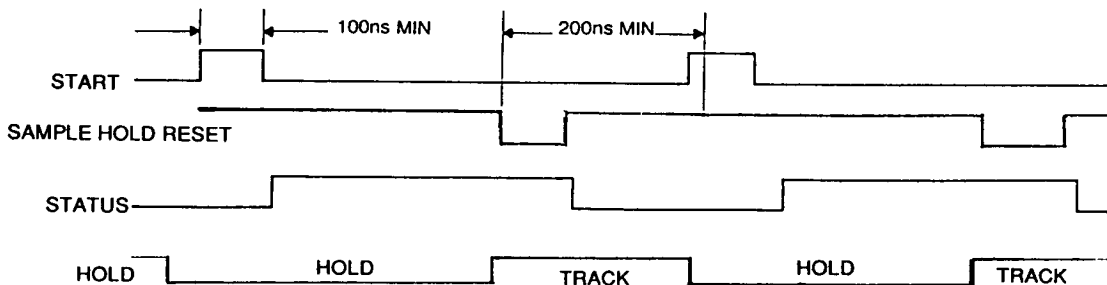 100ns MIN
200ns MIN
START
SAMPLE HOLD RESET
STATUS
HOLD
HOLD
TRACK
HOLD
TRACK